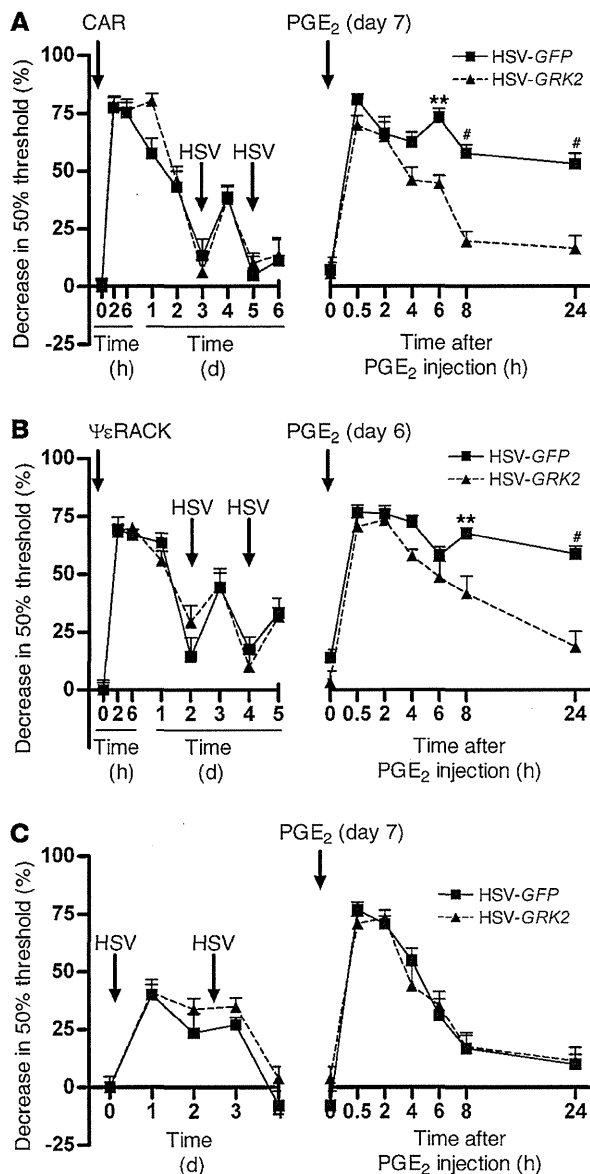 A
CAR
PGE2 (day 7)
HSV-GFP
HSV-GRK2
Decrease in 50% threshold (%)
100
75
50
25
0
-25
HSV HSV
** # #
0 2 6 1 2 3 4 5 6
Time (h)
Time (d)
0 0.5 2 4 6 8 24
Time after
PGE2 injection (h)
B
ΨεRACK
PGE2 (day 6)
HSV-GFP
HSV-GRK2
Decrease in 50% threshold (%)
100
75
50
25
0
HSV HSV
** #
0 2 6 1 2 3 4 5
Time (h)
Time (d)
0 0.5 2 4 6 8 24
Time after
PGE2 injection (h)
C
PGE2 (day 7)
HSV-GFP
HSV-GRK2
Decrease in 50% threshold (%)
100
75
50
25
0
-25
HSV HSV
0 1 2 3 4
Time
(d)
0 0.5 2 4 6 8 24
Time after
PGE2 injection (h)